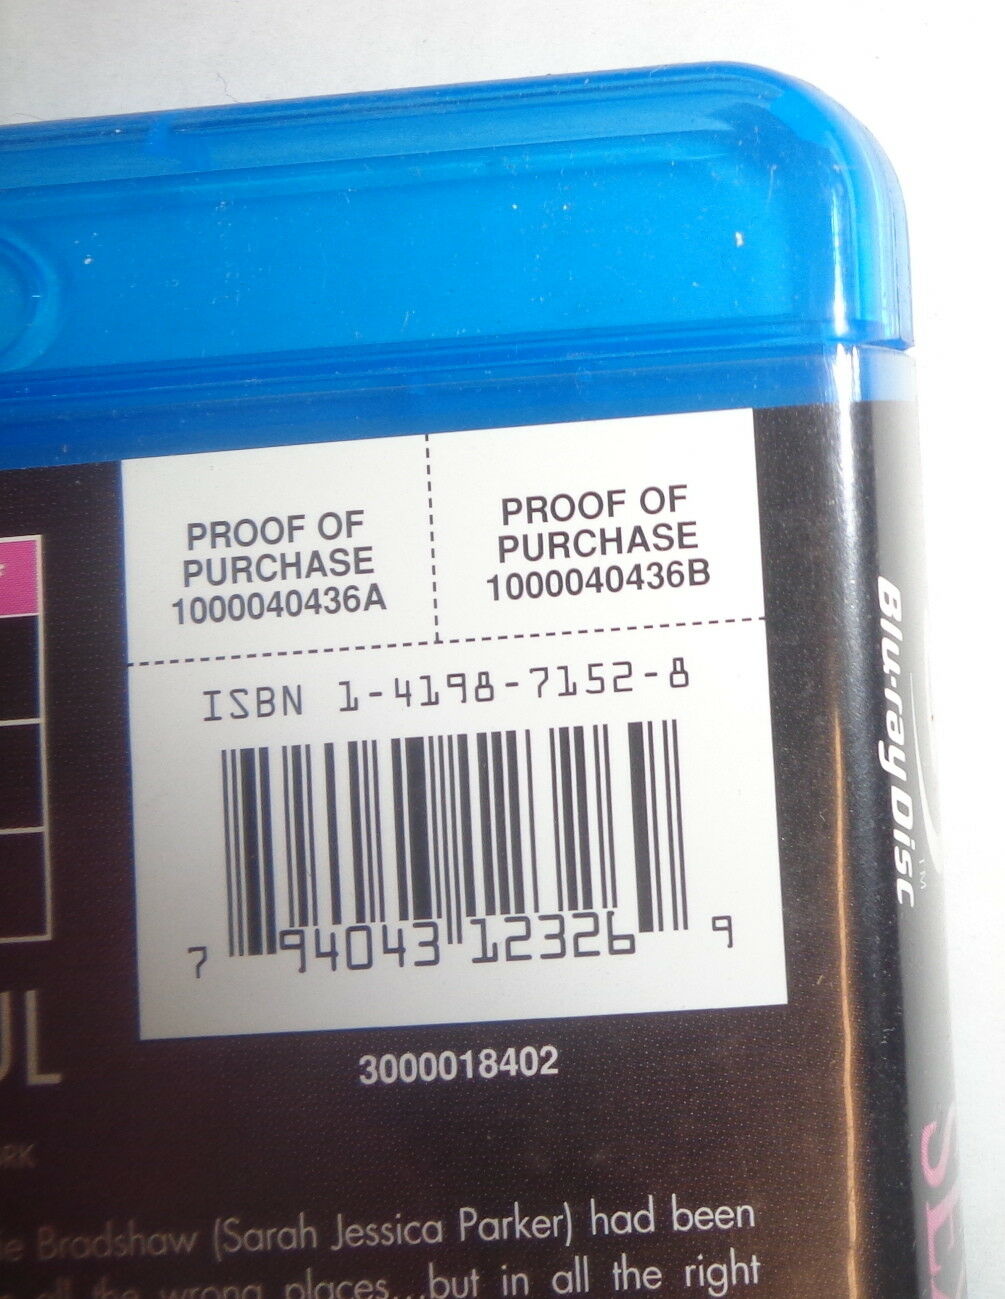 PROOF OF
PURCHASE
1000040436A
PROOF OF
PURCHASE
1000040436B
ISBN 1-4198-7152-8
7 94043 12326 9
3000018402
Bradshaw (Sarah Jessica Parker) had been
all the wrong places...but in all the right
Blu-ray Disc
TM